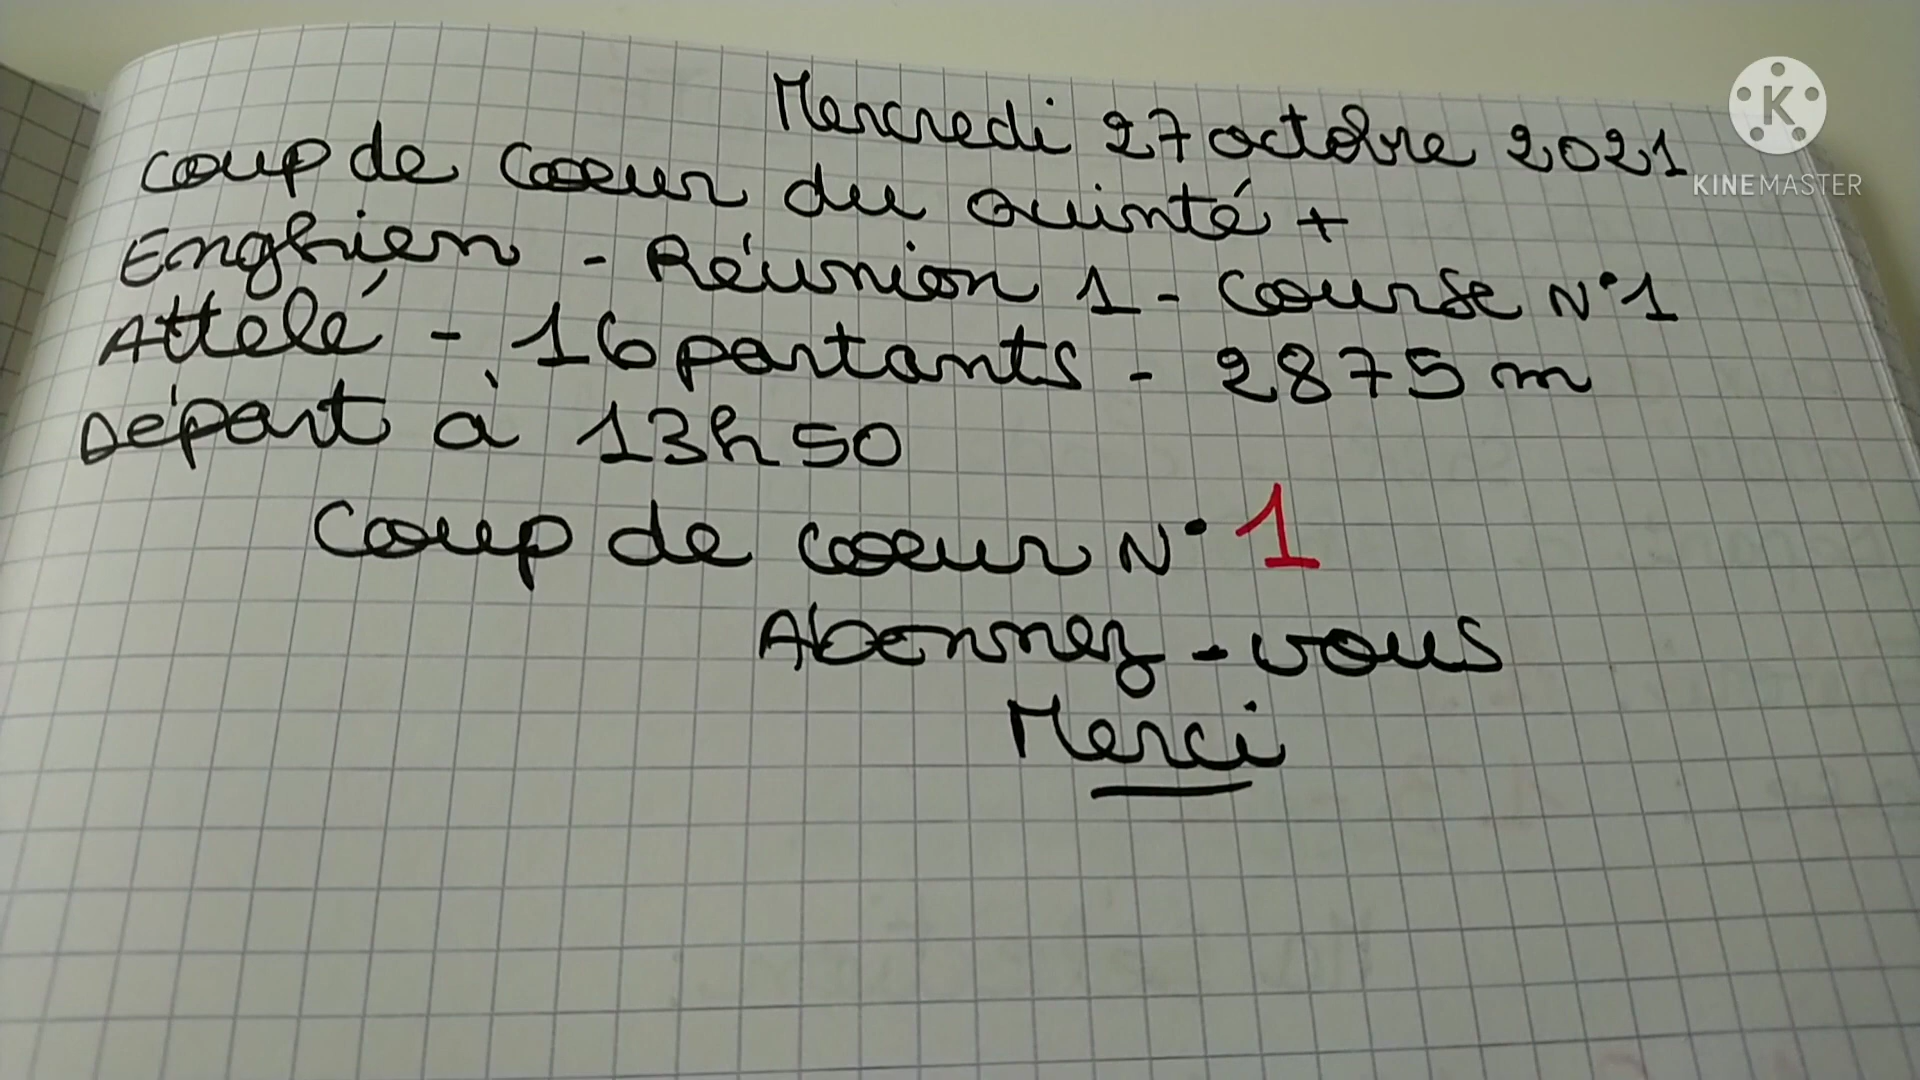 Mercredi 27 octobre 2021
Coup de Coeur du Quinté +
Enghien - Réunion 1 - Course N°1
Attelé - 16 partants - 2875 m
Départ à 13h50
Coup de coeur N° 1
Abonnez-vous
Merci
K
KINEMASTER